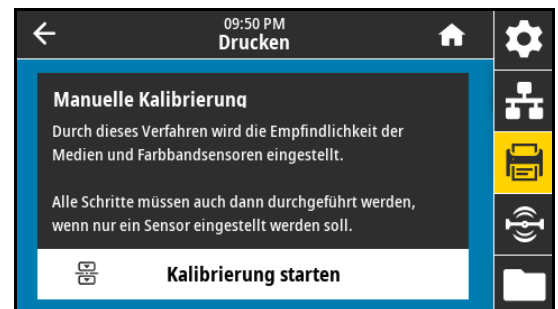 09:50 PM
Drucken
Manuelle Kalibrierung
Durch dieses Verfahren wird die Empfindlichkeit der
Medien und Farbbandsensoren eingestellt.
Alle Schritte müssen auch dann durchgeführt werden,
wenn nur ein Sensor eingestellt werden soll.
Kalibrierung starten